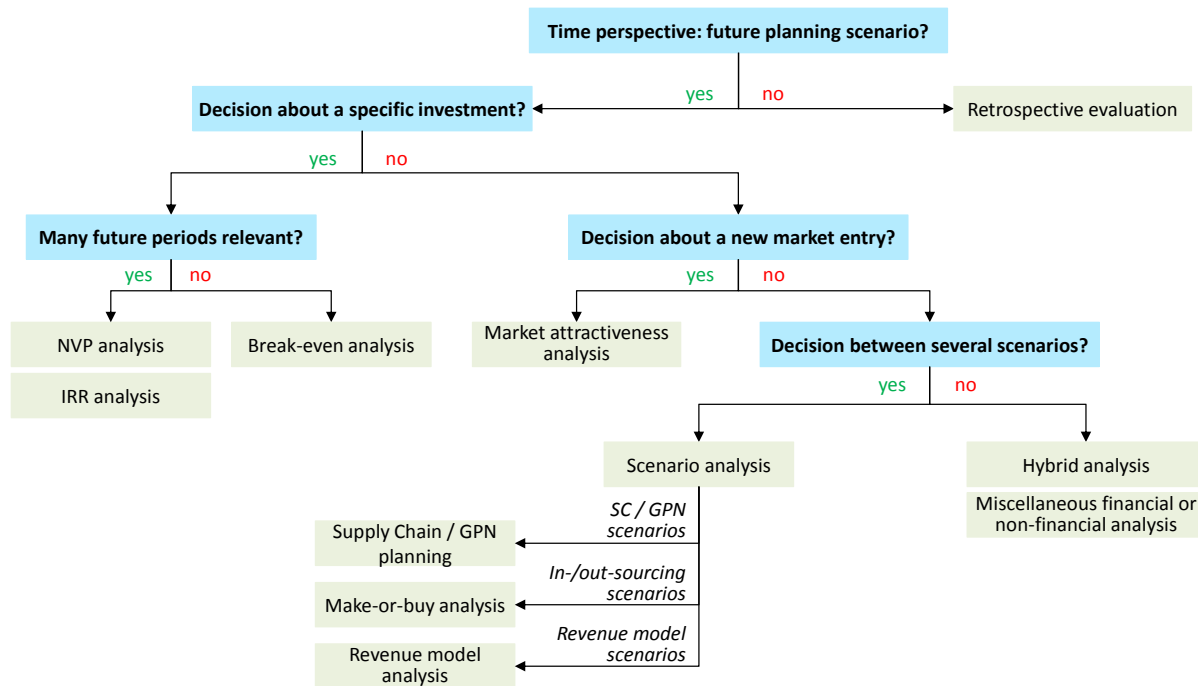 Time perspective: future planning scenario?
yes no
Decision about a specific investment?
Retrospective evaluation
yes no
Many future periods relevant?
Decision about a new market entry?
yes no
yes no
NVP analysis
Break-even analysis
Market attractiveness
analysis
Decision between several scenarios?
IRR analysis
yes no
Scenario analysis
Hybrid analysis
Miscellaneous financial or
non-financial analysis
SC / GPN
scenarios
Supply Chain / GPN
planning
In-/out-sourcing
scenarios
Make-or-buy analysis
Revenue model
scenarios
Revenue model
analysis